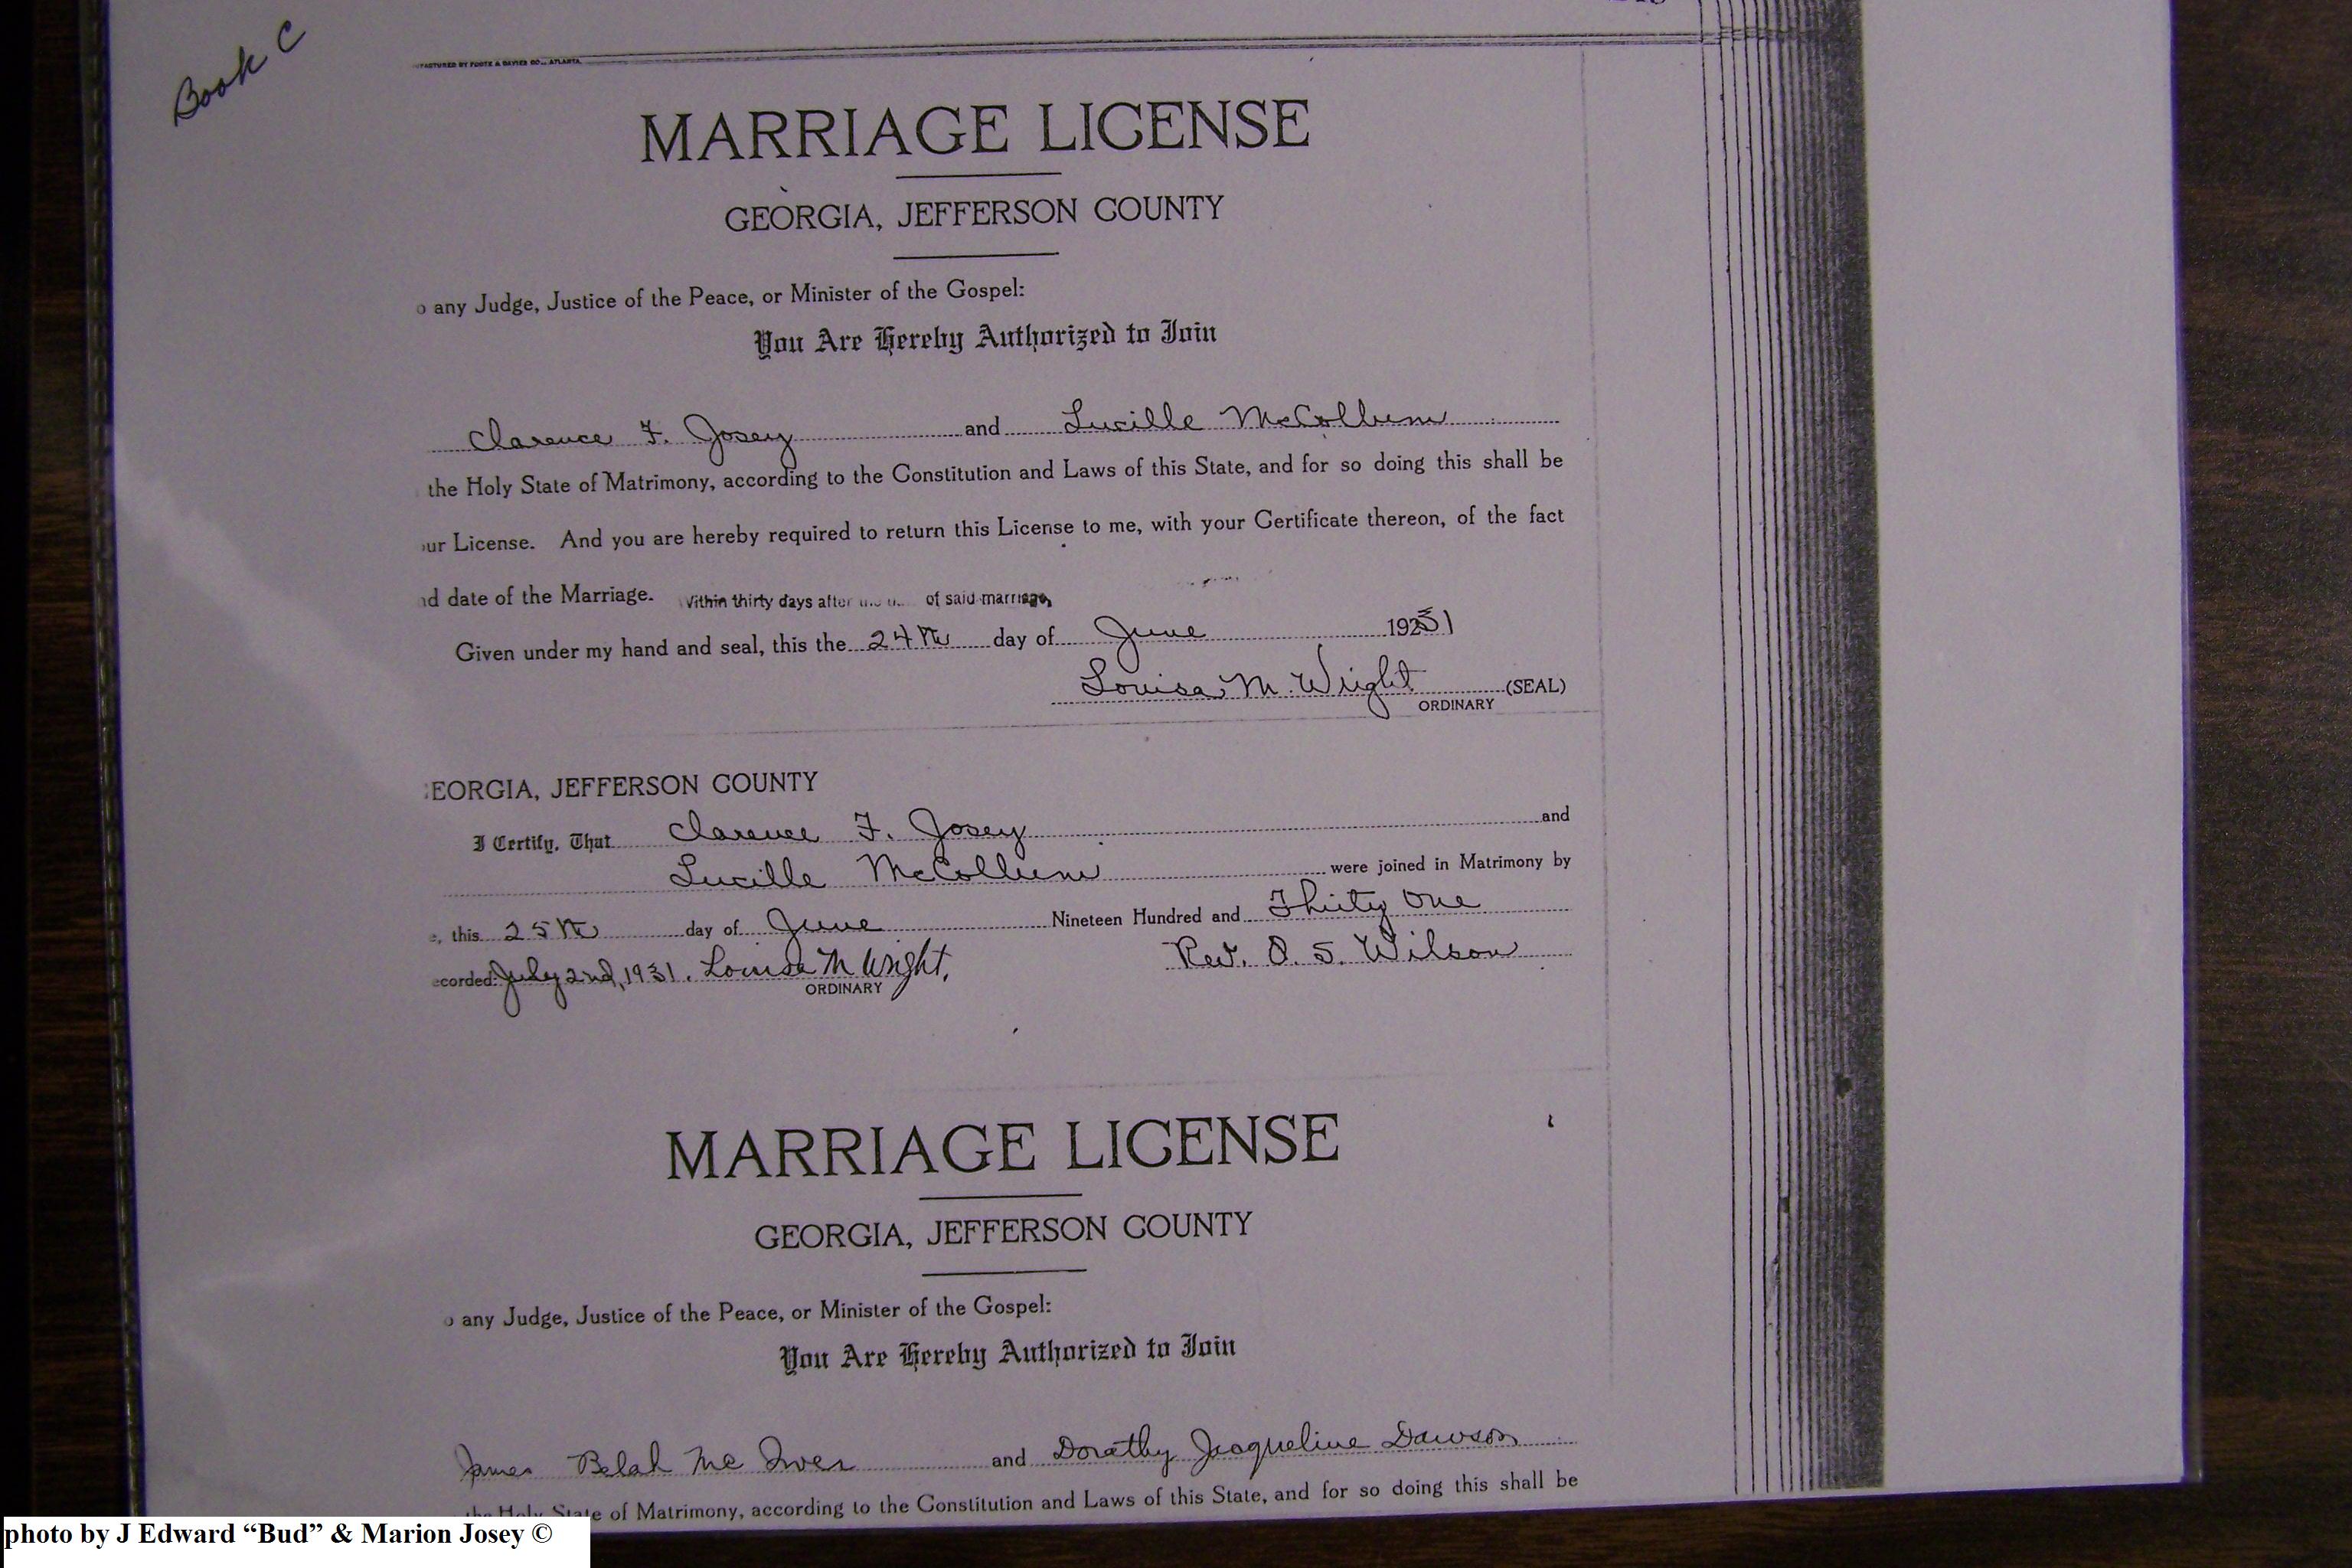 Book C
FACTURED BY FOOTE & DAVIES CO., ATLANTA
MARRIAGE LICENSE
GEORGIA, JEFFERSON COUNTY
o any Judge, Justice of the Peace, or Minister of the Gospel:
You Are Hereby Authorized to Join
Clarence F. Josey and Lucille McCollum
the Holy State of Matrimony, according to the Constitution and Laws of this State, and for so doing this shall be
ur License. And you are hereby required to return this License to me, with your Certificate thereon, of the fact
d date of the Marriage. Within thirty days after of said marriage,
Given under my hand and seal, this the 24th day of June 1931
Louisa M. Wright (SEAL)
ORDINARY
EORGIA, JEFFERSON COUNTY
I Certify, That Clarence F. Josey and
Lucille McCollum were joined in Matrimony by
e, this 25th day of June Nineteen Hundred and Thirty One
ecorded: July 2nd, 1931. Louisa M Wright, Rev. O. S. Wilson
ORDINARY
MARRIAGE LICENSE
GEORGIA, JEFFERSON COUNTY
o any Judge, Justice of the Peace, or Minister of the Gospel:
You Are Hereby Authorized to Join
James Belah McIver and Dorathy Jacqueline Dawson
the Holy State of Matrimony, according to the Constitution and Laws of this State, and for so doing this shall be
photo by J Edward “Bud” & Marion Josey ©